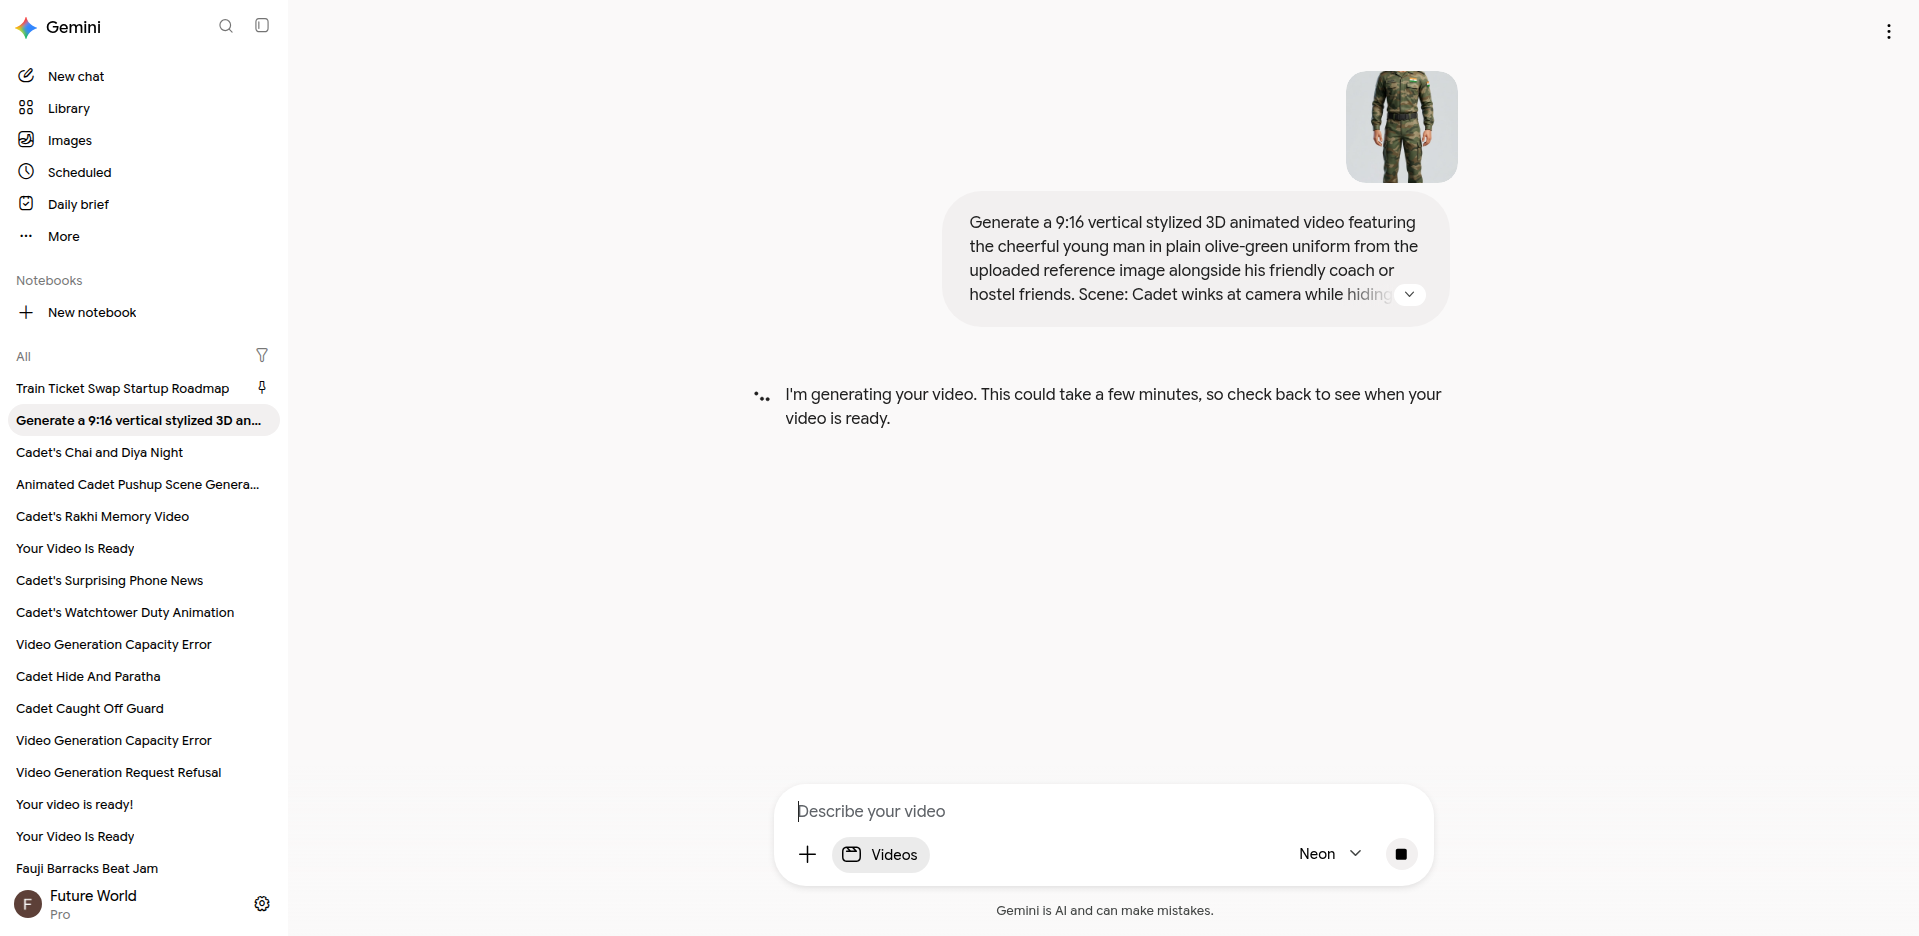 Gemini
New chat
Library
Images
Scheduled
Daily brief
More
Notebooks
New notebook
All
Train Ticket Swap Startup Roadmap
Generate a 9:16 vertical stylized 3D an...
Cadet's Chai and Diya Night
Animated Cadet Pushup Scene Genera...
Cadet's Rakhi Memory Video
Your Video Is Ready
Cadet's Surprising Phone News
Cadet's Watchtower Duty Animation
Video Generation Capacity Error
Cadet Hide And Paratha
Cadet Caught Off Guard
Video Generation Capacity Error
Video Generation Request Refusal
Your video is ready!
Your Video Is Ready
Fauji Barracks Beat Jam
F
Future World
Pro
Generate a 9:16 vertical stylized 3D animated video featuring
the cheerful young man in plain olive-green uniform from the
uploaded reference image alongside his friendly coach or
hostel friends. Scene: Cadet winks at camera while hiding
I'm generating your video. This could take a few minutes, so check back to see when your
video is ready.
Describe your video
Videos
Neon
Gemini is AI and can make mistakes.